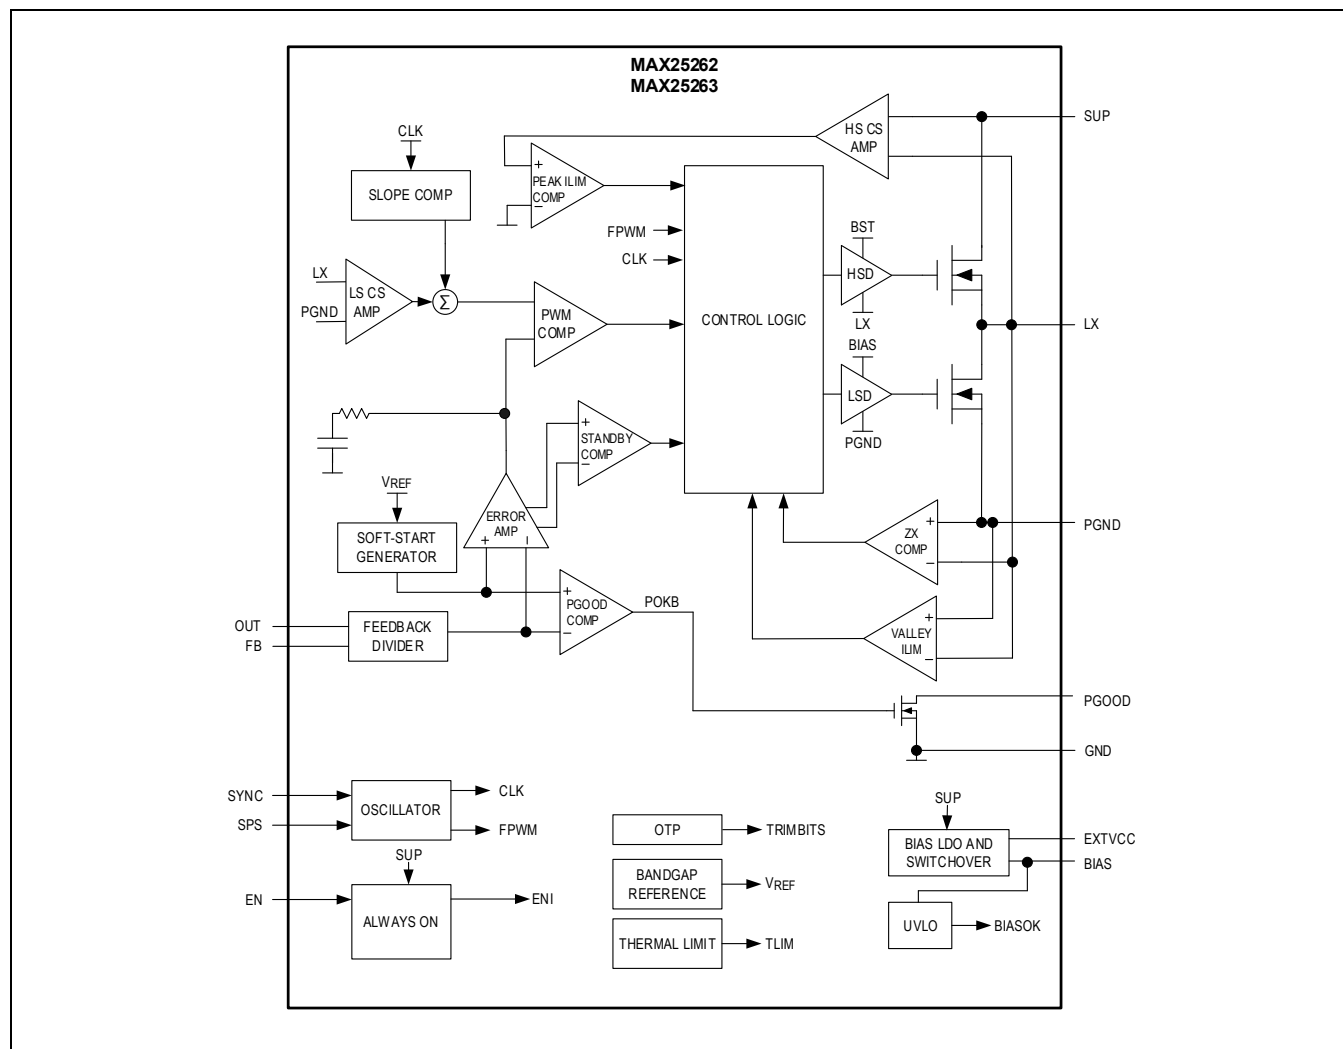 MAX25262
MAX25263
SUP
HS CS
AMP
CLK
+
PEAK ILIM
COMP
−
SLOPE COMP
FPWM
CLK
BST
HSD
LX
LX
PGND
LS CS
AMP
Σ
PWM
COMP
CONTROL LOGIC
LX
BIAS
LSD
PGND
+
STANDBY
COMP
−
VREF
ERROR
AMP
+
−
SOFT-START
GENERATOR
+
ZX
COMP
−
PGND
+
PGOOD
COMP
−
POKB
OUT
FB
FEEDBACK
DIVIDER
+
VALLEY
ILIM
−
PGOOD
GND
SYNC
SPS
OSCILLATOR
CLK
FPWM
SUP
EN
ALWAYS ON
ENI
OTP
TRIMBITS
BANDGAP
REFERENCE
VREF
THERMAL LIMIT
TLIM
SUP
BIAS LDO AND
SWITCHOVER
EXTVCC
BIAS
UVLO
BIASOK